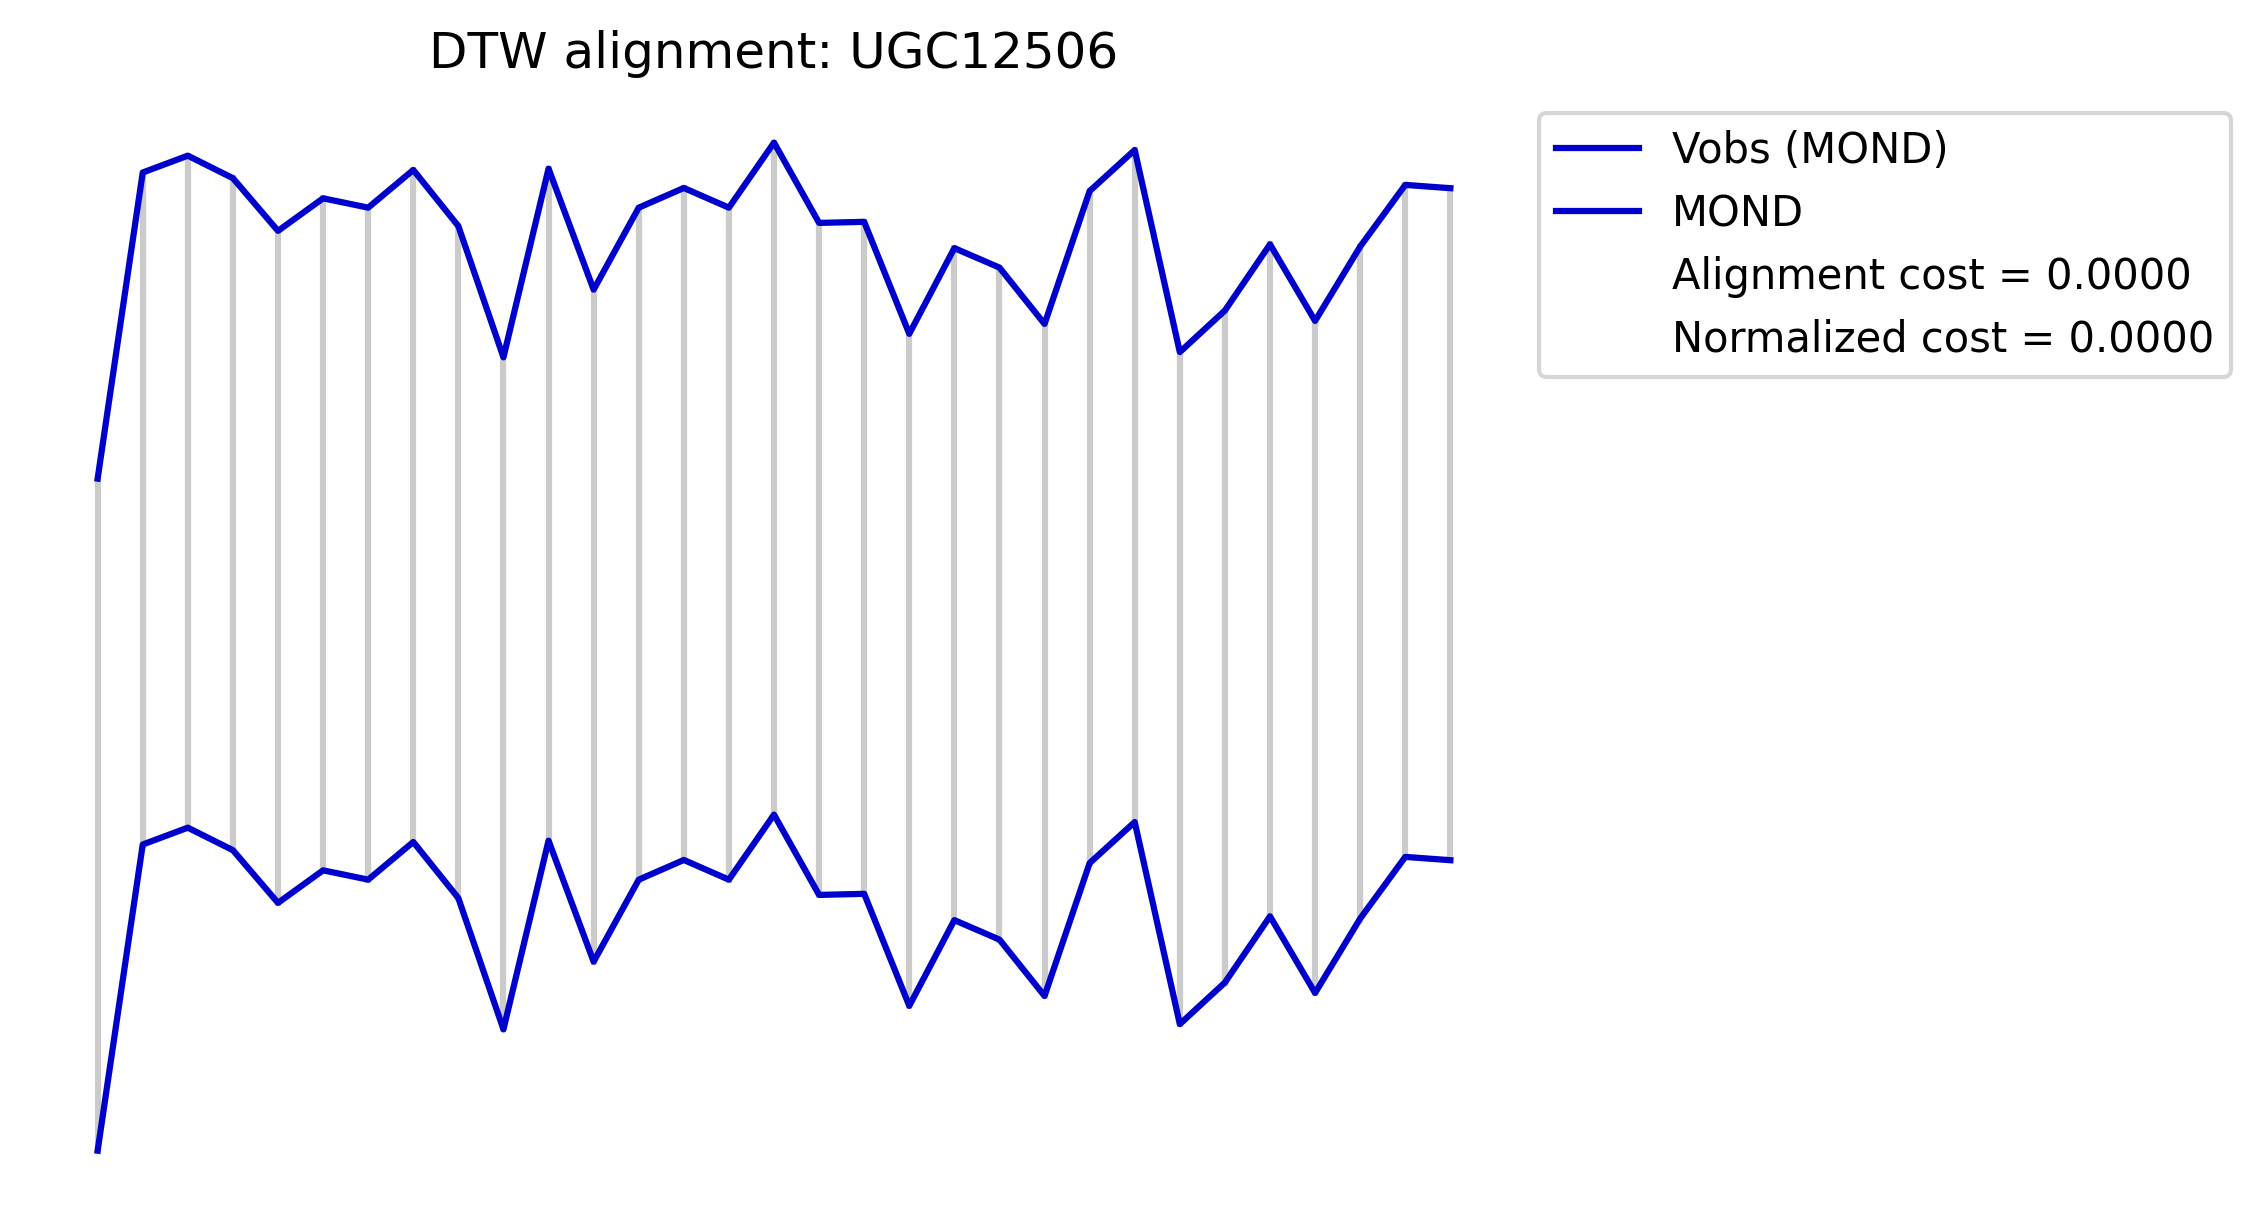 DTW alignment: UGC12506
Vobs (MOND)
MOND
Alignment cost = 0.0000
Normalized cost = 0.0000